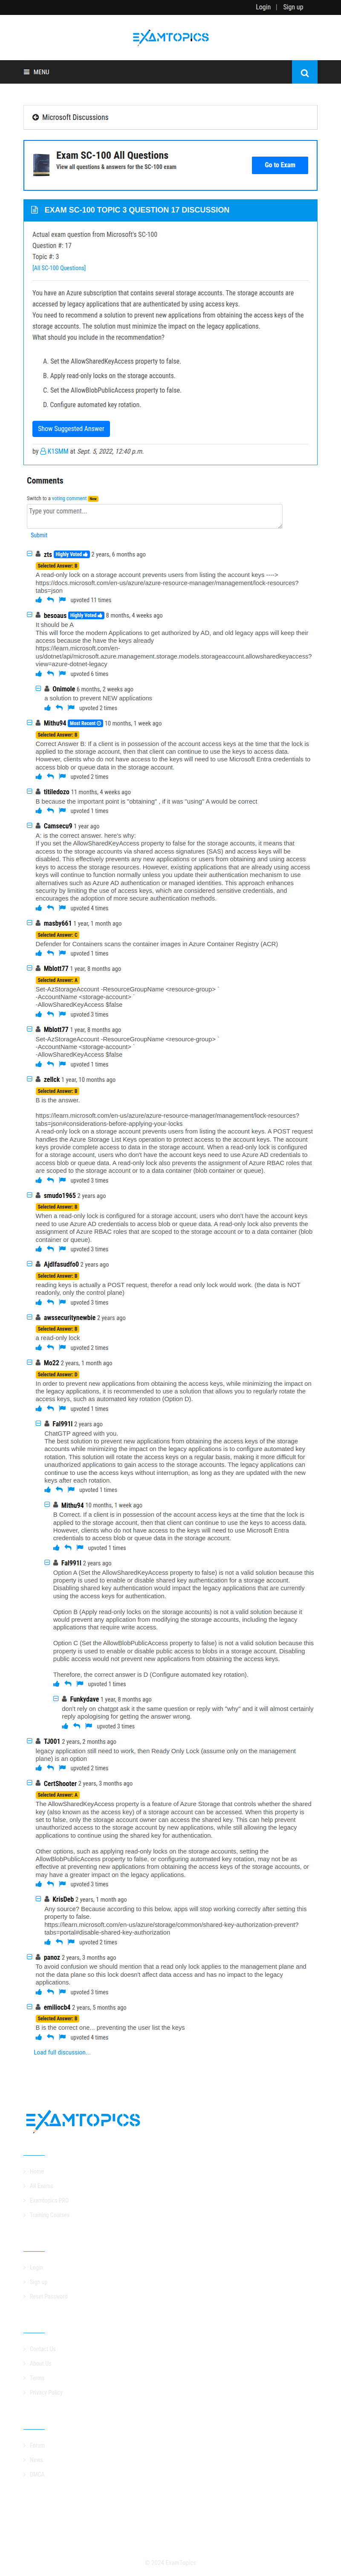 Login | Sign up
EXAMTOPICS
MENU
Microsoft Discussions
Exam SC-100 All Questions
View all questions & answers for the SC-100 exam
Go to Exam
EXAM SC-100 TOPIC 3 QUESTION 17 DISCUSSION
Actual exam question from Microsoft's SC-100
Question #: 17
Topic #: 3
[All SC-100 Questions]
You have an Azure subscription that contains several storage accounts. The storage accounts are
accessed by legacy applications that are authenticated by using access keys.
You need to recommend a solution to prevent new applications from obtaining the access keys of the
storage accounts. The solution must minimize the impact on the legacy applications.
What should you include in the recommendation?
A. Set the AllowSharedKeyAccess property to false.
B. Apply read-only locks on the storage accounts.
C. Set the AllowBlobPublicAccess property to false.
D. Configure automated key rotation.
Show Suggested Answer
by K1SMM at Sept. 5, 2022, 12:40 p.m.
Comments
Switch to a voting comment New
Type your comment...
Submit
zts Highly Voted 2 years, 6 months ago
Selected Answer: B
A read-only lock on a storage account prevents users from listing the account keys ---->
https://docs.microsoft.com/en-us/azure/azure-resource-manager/management/lock-resources?
tabs=json
upvoted 11 times
besoaus Highly Voted 8 months, 4 weeks ago
It should be A
This will force the modern Applications to get authorized by AD, and old legacy apps will keep their
access because the have the keys already
https://learn.microsoft.com/en-
us/dotnet/api/microsoft.azure.management.storage.models.storageaccount.allowsharedkeyaccess?
view=azure-dotnet-legacy
upvoted 6 times
Onimole 6 months, 2 weeks ago
a solution to prevent NEW applications
upvoted 2 times
Mithu94 Most Recent 10 months, 1 week ago
Selected Answer: B
Correct Answer B: If a client is in possession of the account access keys at the time that the lock is
applied to the storage account, then that client can continue to use the keys to access data.
However, clients who do not have access to the keys will need to use Microsoft Entra credentials to
access blob or queue data in the storage account.
upvoted 2 times
titiledozo 11 months, 4 weeks ago
B because the important point is "obtaining" , if it was "using" A would be correct
upvoted 1 times
Camsecu9 1 year ago
A: is the correct answer. here's why:
If you set the AllowSharedKeyAccess property to false for the storage accounts, it means that
access to the storage accounts via shared access signatures (SAS) and access keys will be
disabled. This effectively prevents any new applications or users from obtaining and using access
keys to access the storage resources. However, existing applications that are already using access
keys will continue to function normally unless you update their authentication mechanism to use
alternatives such as Azure AD authentication or managed identities. This approach enhances
security by limiting the use of access keys, which are considered sensitive credentials, and
encourages the adoption of more secure authentication methods.
upvoted 4 times
masby661 1 year, 1 month ago
Selected Answer: C
Defender for Containers scans the container images in Azure Container Registry (ACR)
upvoted 1 times
Mblott77 1 year, 8 months ago
Selected Answer: A
Set-AzStorageAccount -ResourceGroupName <resource-group> `
-AccountName <storage-account> `
-AllowSharedKeyAccess $false
upvoted 3 times
Mblott77 1 year, 8 months ago
Set-AzStorageAccount -ResourceGroupName <resource-group> `
-AccountName <storage-account> `
-AllowSharedKeyAccess $false
upvoted 1 times
zellck 1 year, 10 months ago
Selected Answer: B
B is the answer.
https://learn.microsoft.com/en-us/azure/azure-resource-manager/management/lock-resources?
tabs=json#considerations-before-applying-your-locks
A read-only lock on a storage account prevents users from listing the account keys. A POST request
handles the Azure Storage List Keys operation to protect access to the account keys. The account
keys provide complete access to data in the storage account. When a read-only lock is configured
for a storage account, users who don't have the account keys need to use Azure AD credentials to
access blob or queue data. A read-only lock also prevents the assignment of Azure RBAC roles that
are scoped to the storage account or to a data container (blob container or queue).
upvoted 3 times
smudo1965 2 years ago
Selected Answer: B
When a read-only lock is configured for a storage account, users who don't have the account keys
need to use Azure AD credentials to access blob or queue data. A read-only lock also prevents the
assignment of Azure RBAC roles that are scoped to the storage account or to a data container (blob
container or queue).
upvoted 3 times
Ajdlfasudfo0 2 years ago
Selected Answer: B
reading keys is actually a POST request, therefor a read only lock would work. (the data is NOT
readonly, only the control plane)
upvoted 3 times
awssecuritynewbie 2 years ago
Selected Answer: B
a read-only lock
upvoted 2 times
Mo22 2 years, 1 month ago
Selected Answer: D
In order to prevent new applications from obtaining the access keys, while minimizing the impact on
the legacy applications, it is recommended to use a solution that allows you to regularly rotate the
access keys, such as automated key rotation (Option D).
upvoted 1 times
Fal991l 2 years ago
ChatGTP agreed with you.
The best solution to prevent new applications from obtaining the access keys of the storage
accounts while minimizing the impact on the legacy applications is to configure automated key
rotation. This solution will rotate the access keys on a regular basis, making it more difficult for
unauthorized applications to gain access to the storage accounts. The legacy applications can
continue to use the access keys without interruption, as long as they are updated with the new
keys after each rotation.
upvoted 1 times
Mithu94 10 months, 1 week ago
B Correct. If a client is in possession of the account access keys at the time that the lock is
applied to the storage account, then that client can continue to use the keys to access data.
However, clients who do not have access to the keys will need to use Microsoft Entra
credentials to access blob or queue data in the storage account.
upvoted 1 times
Fal991l 2 years ago
Option A (Set the AllowSharedKeyAccess property to false) is not a valid solution because this
property is used to enable or disable shared key authentication for a storage account.
Disabling shared key authentication would impact the legacy applications that are currently
using the access keys for authentication.
Option B (Apply read-only locks on the storage accounts) is not a valid solution because it
would prevent any application from modifying the storage accounts, including the legacy
applications that require write access.
Option C (Set the AllowBlobPublicAccess property to false) is not a valid solution because this
property is used to enable or disable public access to blobs in a storage account. Disabling
public access would not prevent new applications from obtaining the access keys.
Therefore, the correct answer is D (Configure automated key rotation).
upvoted 1 times
Funkydave 1 year, 8 months ago
don't rely on chatgpt ask it the same question or reply with "why" and it will almost certainly
reply apologising for getting the answer wrong.
upvoted 3 times
TJ001 2 years, 2 months ago
legacy application still need to work, then Ready Only Lock (assume only on the management
plane) is an option
upvoted 2 times
CertShooter 2 years, 3 months ago
Selected Answer: A
The AllowSharedKeyAccess property is a feature of Azure Storage that controls whether the shared
key (also known as the access key) of a storage account can be accessed. When this property is
set to false, only the storage account owner can access the shared key. This will help to prevent
access to the storage account by new applications, while still allowing the legacy
applications to continue using the shared key for authentication.
Other options, such as applying read-only locks on the storage accounts, setting the
AllowBlobPublicAccess property to false, or configuring automated key rotation, may not be as
effective at preventing new applications from obtaining the access keys of the storage accounts, or
may have a greater impact on the legacy applications.
upvoted 3 times
KrisDeb 2 years, 1 month ago
Any source? Because according to this below, apps will stop working correctly after setting this
property to false.
https://learn.microsoft.com/en-us/azure/storage/common/shared-key-authorization-prevent?
tabs=portal#disable-shared-key-authorization
upvoted 2 times
panoz 2 years, 3 months ago
To avoid confusion we should mention that a read only lock applies to the management plane and
not the data plane so this lock doesn't affect data access and has no impact to the legacy
applications.
upvoted 3 times
emiliocb4 2 years, 5 months ago
Selected Answer: B
B is the correct one... preventing the user list the keys
upvoted 4 times
Load full discussion...
EXAMTOPICS
Home
All Exams
Examtopics PRO
Training Courses
Login
Sign up
Reset Password
Contact Us
About Us
Terms
Privacy Policy
Forum
News
DMCA
© 2024 ExamTopics